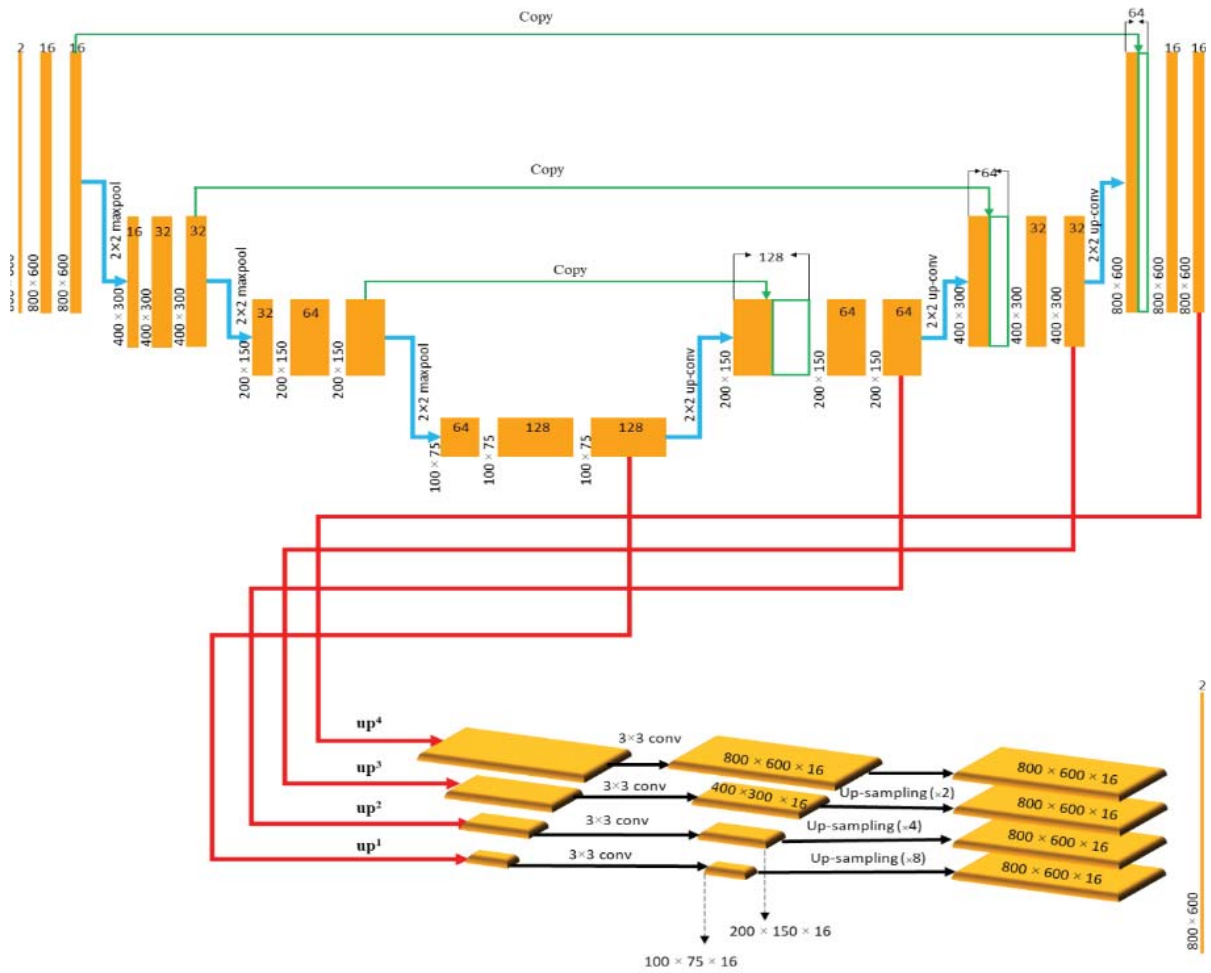 Copy
64
2
16
16
16
16
800 × 600
800 × 600
2×2 maxpool
Copy
64
16
32
32
400 × 300
400 × 300
400 × 300
2×2 maxpool
Copy
128
32
64
200 × 150
200 × 150
200 × 150
2×2 maxpool
64
128
128
100 × 75
100 × 75
100 × 75
2×2 up-conv
200 × 150
64
64
200 × 150
200 × 150
2×2 up-conv
400 × 300
32
32
400 × 300
400 × 300
2×2 up-conv
800 × 600
800 × 600
800 × 600
up⁴
3×3 conv
800 × 600 × 16
800 × 600 × 16
up³
3×3 conv
400 ×300 × 16
Up-sampling (×2)
800 × 600 × 16
up²
3×3 conv
Up-sampling (×4)
800 × 600 × 16
up¹
3×3 conv
Up-sampling (×8)
800 × 600 × 16
200 × 150 × 16
100 × 75 × 16
2
800 × 600